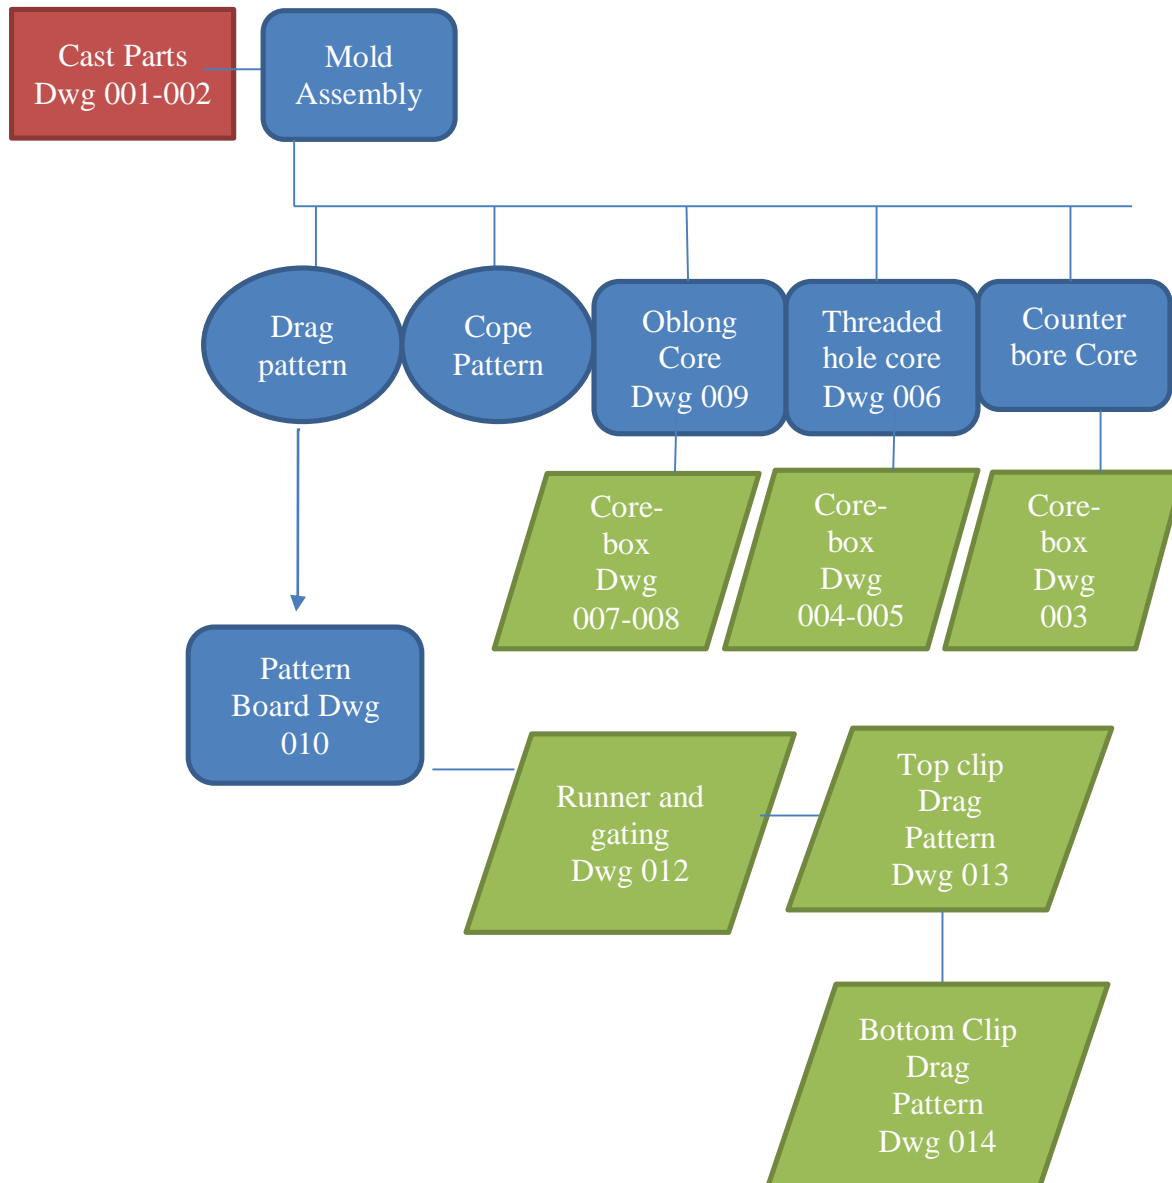 Cast Parts
Dwg 001-002
Mold
Assembly
Drag
pattern
Cope
Pattern
Oblong
Core
Dwg 009
Threaded
hole core
Dwg 006
Counter
bore Core
Core-
box
Dwg
007-008
Core-
box
Dwg
004-005
Core-
box
Dwg
003
Pattern
Board Dwg
010
Runner and
gating
Dwg 012
Top clip
Drag
Pattern
Dwg 013
Bottom Clip
Drag
Pattern
Dwg 014